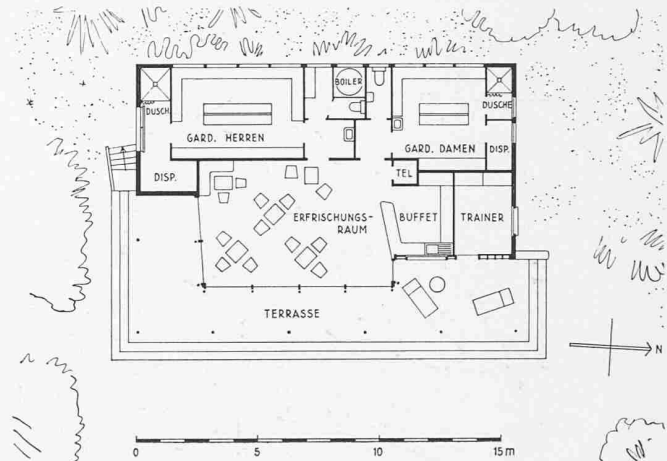 BOILER
DUSCH
DUSCHE
GARD. HERREN
GARD. DAMEN
DISP.
DISP.
TEL
ERFRISCHUNGS-
RAUM
BUFFET
TRAINER
TERRASSE
N
0 5 10 15 m